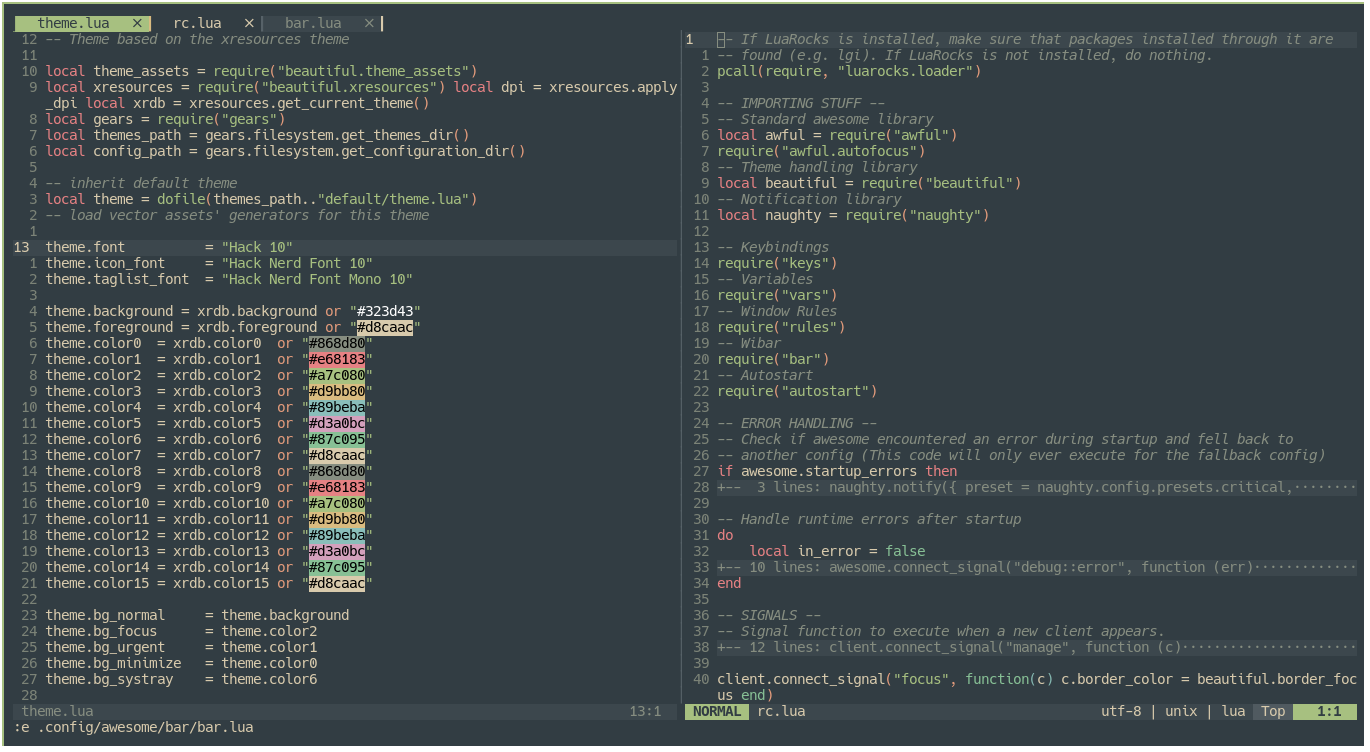 theme.lua × rc.lua × bar.lua ×
12 -- Theme based on the xresources theme
11
10 local theme_assets = require("beautiful.theme_assets")
9 local xresources = require("beautiful.xresources") local dpi = xresources.apply
_dpi local xrdb = xresources.get_current_theme()
8 local gears = require("gears")
7 local themes_path = gears.filesystem.get_themes_dir()
6 local config_path = gears.filesystem.get_configuration_dir()
5
4 -- inherit default theme
3 local theme = dofile(themes_path.."default/theme.lua")
2 -- load vector assets' generators for this theme
1
13 theme.font          = "Hack 10"
1 theme.icon_font     = "Hack Nerd Font 10"
2 theme.taglist_font  = "Hack Nerd Font Mono 10"
3
4 theme.background = xrdb.background or "#323d43"
5 theme.foreground = xrdb.foreground or "#d8caac"
6 theme.color0  = xrdb.color0  or "#868d80"
7 theme.color1  = xrdb.color1  or "#e68183"
8 theme.color2  = xrdb.color2  or "#a7c080"
9 theme.color3  = xrdb.color3  or "#d9bb80"
10 theme.color4  = xrdb.color4  or "#89beba"
11 theme.color5  = xrdb.color5  or "#d3a0bc"
12 theme.color6  = xrdb.color6  or "#87c095"
13 theme.color7  = xrdb.color7  or "#d8caac"
14 theme.color8  = xrdb.color8  or "#868d80"
15 theme.color9  = xrdb.color9  or "#e68183"
16 theme.color10 = xrdb.color10 or "#a7c080"
17 theme.color11 = xrdb.color11 or "#d9bb80"
18 theme.color12 = xrdb.color12 or "#89beba"
19 theme.color13 = xrdb.color13 or "#d3a0bc"
20 theme.color14 = xrdb.color14 or "#87c095"
21 theme.color15 = xrdb.color15 or "#d8caac"
22
23 theme.bg_normal     = theme.background
24 theme.bg_focus      = theme.color2
25 theme.bg_urgent     = theme.color1
26 theme.bg_minimize   = theme.color0
27 theme.bg_systray    = theme.color6
28
theme.lua 13:1
1 -- If LuaRocks is installed, make sure that packages installed through it are
1 -- found (e.g. lgi). If LuaRocks is not installed, do nothing.
2 pcall(require, "luarocks.loader")
3
4 -- IMPORTING STUFF --
5 -- Standard awesome library
6 local awful = require("awful")
7 require("awful.autofocus")
8 -- Theme handling library
9 local beautiful = require("beautiful")
10 -- Notification library
11 local naughty = require("naughty")
12
13 -- Keybindings
14 require("keys")
15 -- Variables
16 require("vars")
17 -- Window Rules
18 require("rules")
19 -- Wibar
20 require("bar")
21 -- Autostart
22 require("autostart")
23
24 -- ERROR HANDLING --
25 -- Check if awesome encountered an error during startup and fell back to
26 -- another config (This code will only ever execute for the fallback config)
27 if awesome.startup_errors then
28 +--  3 lines: naughty.notify({ preset = naughty.config.presets.critical,········
29
30 -- Handle runtime errors after startup
31 do
32     local in_error = false
33 +-- 10 lines: awesome.connect_signal("debug::error", function (err)·············
34 end
35
36 -- SIGNALS --
37 -- Signal function to execute when a new client appears.
38 +-- 12 lines: client.connect_signal("manage", function (c)······················
39
40 client.connect_signal("focus", function(c) c.border_color = beautiful.border_foc
us end)
NORMAL rc.lua utf-8 | unix | lua Top 1:1
:e .config/awesome/bar/bar.lua